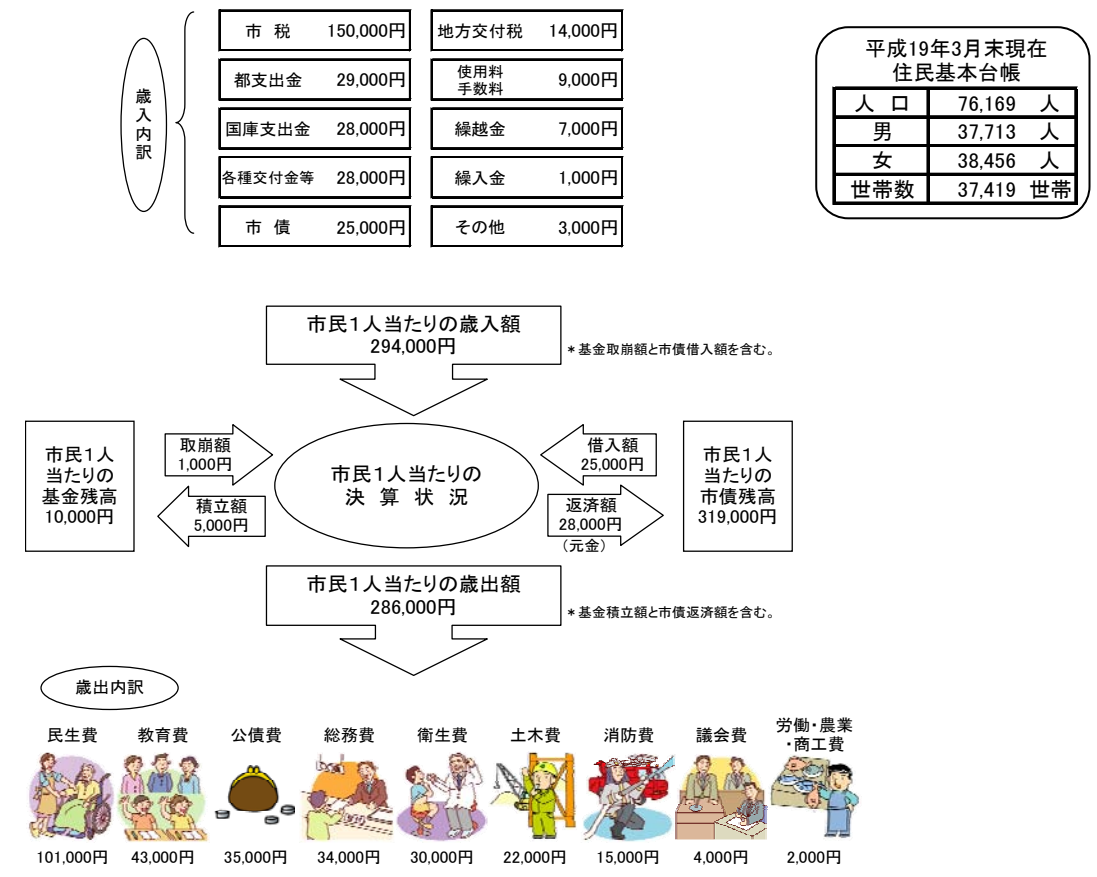 歳入内訳
市　税　150,000円
地方交付税　14,000円
都支出金　29,000円
使用料
手数料　9,000円
国庫支出金　28,000円
繰越金　7,000円
各種交付金等　28,000円
繰入金　1,000円
市　債　25,000円
その他　3,000円
平成19年3月末現在
住民基本台帳
人　口　76,169　人
男　37,713　人
女　38,456　人
世帯数　37,419　世帯
市民１人当たりの歳入額
294,000円
＊基金取崩額と市債借入額を含む。
市民１人
当たりの
基金残高
10,000円
取崩額
1,000円
積立額
5,000円
市民１人当たりの
決　算　状　況
借入額
25,000円
返済額
28,000円
（元金）
市民１人
当たりの
市債残高
319,000円
市民１人当たりの歳出額
286,000円
＊基金積立額と市債返済額を含む。
歳出内訳
民生費　教育費　公債費　総務費　衛生費　土木費　消防費　議会費　労働・農業
・商工費
101,000円　43,000円　35,000円　34,000円　30,000円　22,000円　15,000円　4,000円　2,000円